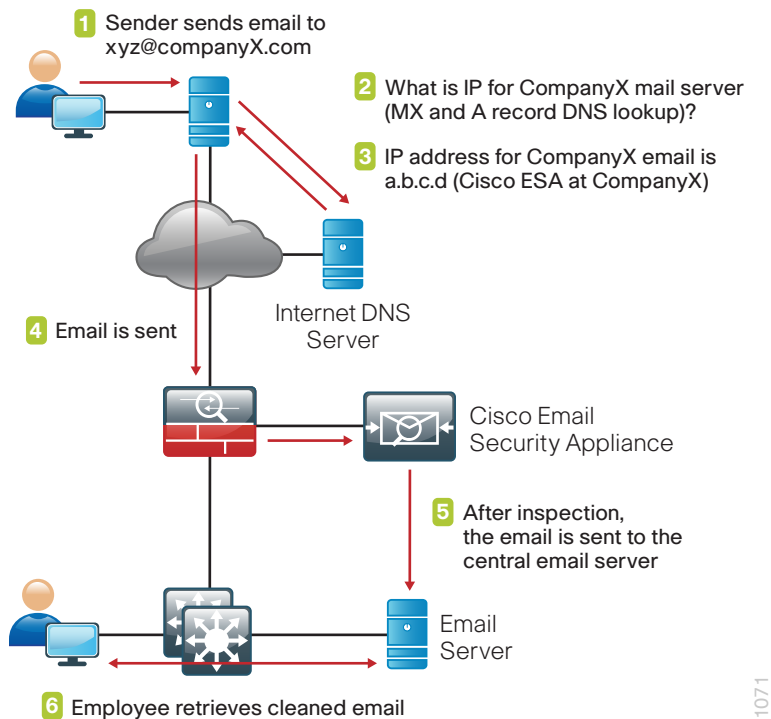 1 Sender sends email to
xyz@companyX.com
2 What is IP for CompanyX mail server
(MX and A record DNS lookup)?
3 IP address for CompanyX email is
a.b.c.d (Cisco ESA at CompanyX)
Internet DNS
Server
4 Email is sent
Cisco Email
Security Appliance
5 After inspection,
the email is sent to the
central email server
Email
Server
6 Employee retrieves cleaned email
1071